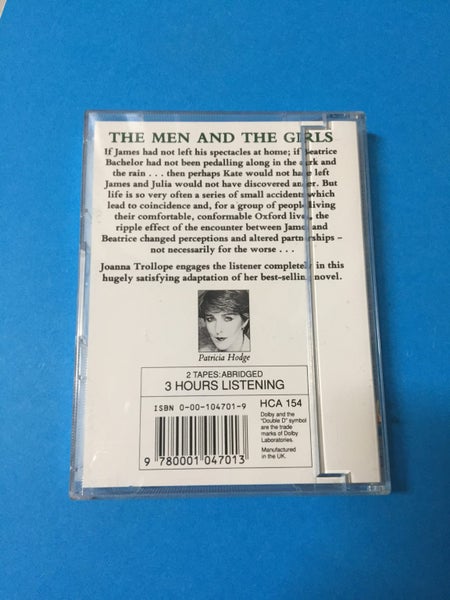 THE MEN AND THE GIRLS
If James had not left his spectacles at home; if Beatrice
Bachelor had not been pedalling along in the dark and
the rain . . . then perhaps Kate would not have left
James and Julia would not have discovered anger. But
life is so very often a series of small accidents which
lead to coincidence and, for a group of people living
their comfortable, conformable Oxford lives, the
ripple effect of the encounter between James and
Beatrice changed perceptions and altered partnerships –
not necessarily for the worse . . .
Joanna Trollope engages the listener completely in this
hugely satisfying adaptation of her best-selling novel.
Patricia Hodge
2 TAPES:ABRIDGED
3 HOURS LISTENING
ISBN 0-00-104701-9
9 780001 047013
HCA 154
Dolby and the
"Double D" symbol
are the trade
marks of Dolby
Laboratories.
Manufactured
in the UK.